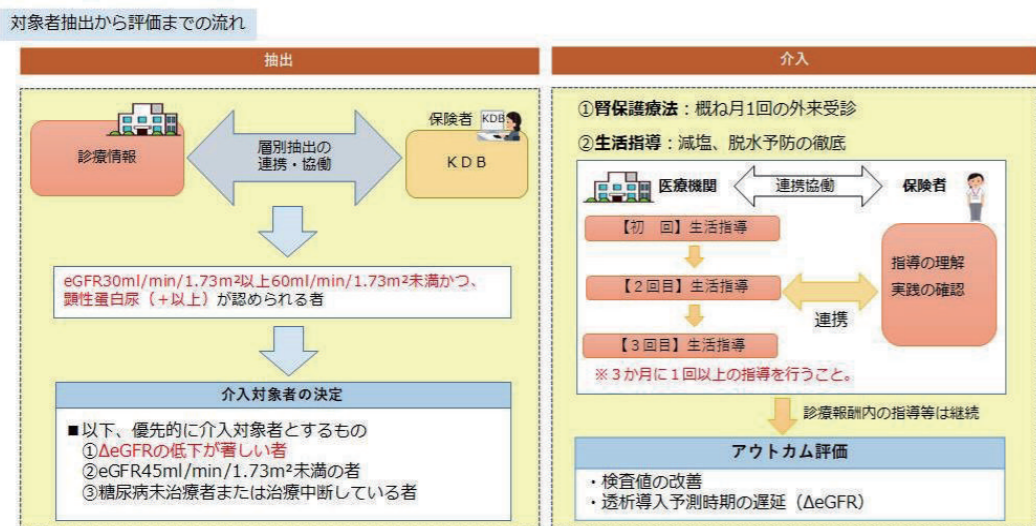 対象者抽出から評価までの流れ
抽出
診療情報
層別抽出の
連携・協働
保険者
KDB
KDB
eGFR30ml/min/1.73m²以上60ml/min/1.73m²未満かつ、
顕性蛋白尿（+以上）が認められる者
介入対象者の決定
■以下、優先的に介入対象者とするもの
①ΔeGFRの低下が著しい者
②eGFR45ml/min/1.73m²未満の者
③糖尿病未治療者または治療中断している者
介入
①腎保護療法：概ね月1回の外来受診
②生活指導：減塩、脱水予防の徹底
医療機関
連携協働
保険者
【初　回】生活指導
【２回目】生活指導
【３回目】生活指導
連携
指導の理解
実践の確認
※３か月に１回以上の指導を行うこと。
診療報酬内の指導等は継続
アウトカム評価
・検査値の改善
・透析導入予測時期の遅延（ΔeGFR）